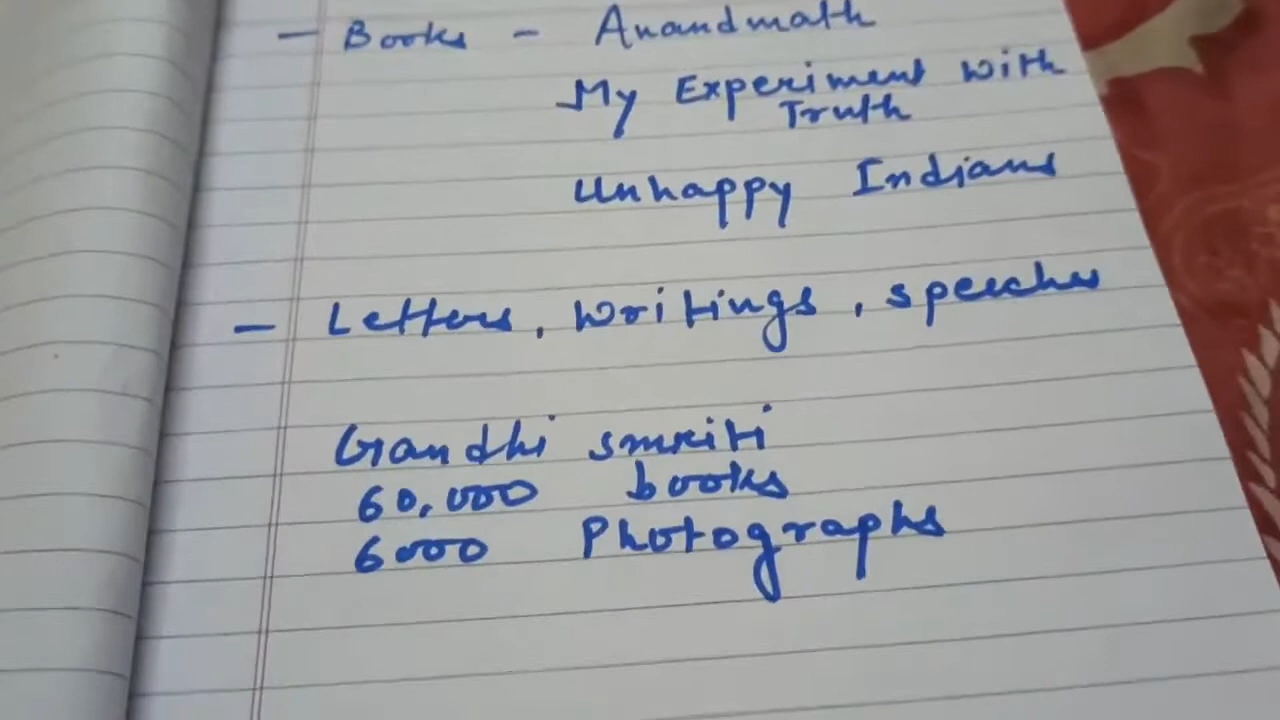 - Books - Anandmath
My Experiment with
Truth
Unhappy Indians
- Letters, writings, speeches
Gandhi smriti
60,000 books
6000 Photographs